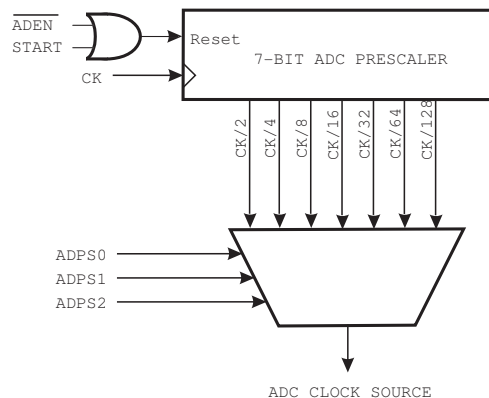 ADEN
START
Reset
7-BIT ADC PRESCALER
CK
CK/2
CK/4
CK/8
CK/16
CK/32
CK/64
CK/128
ADPS0
ADPS1
ADPS2
ADC CLOCK SOURCE